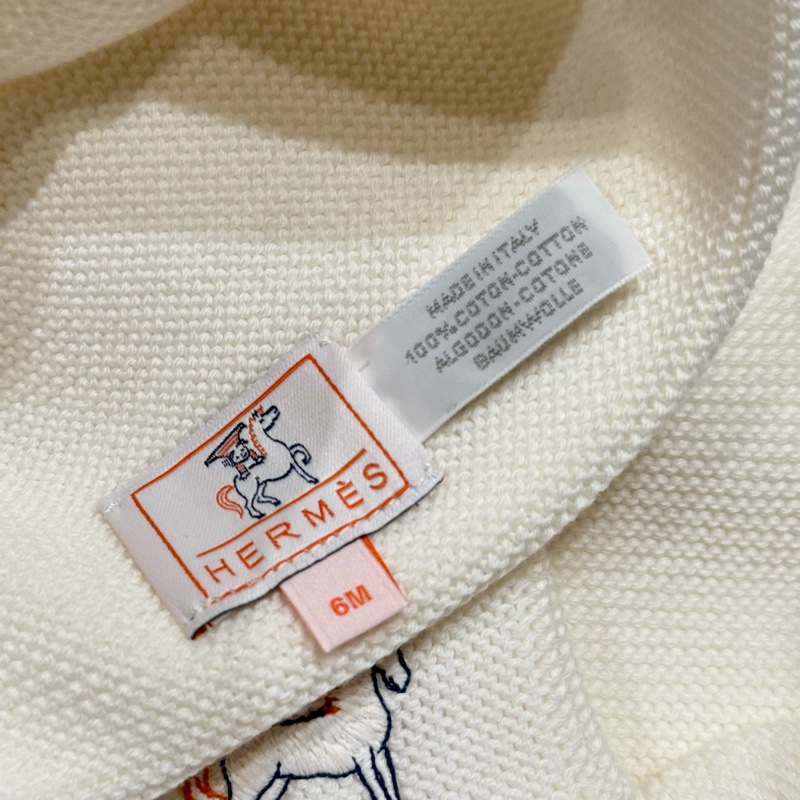 MADE IN ITALY
100% COTON-COTTON
ALGODON-COTONE
BAUMWOLLE
HERMÈS
6M